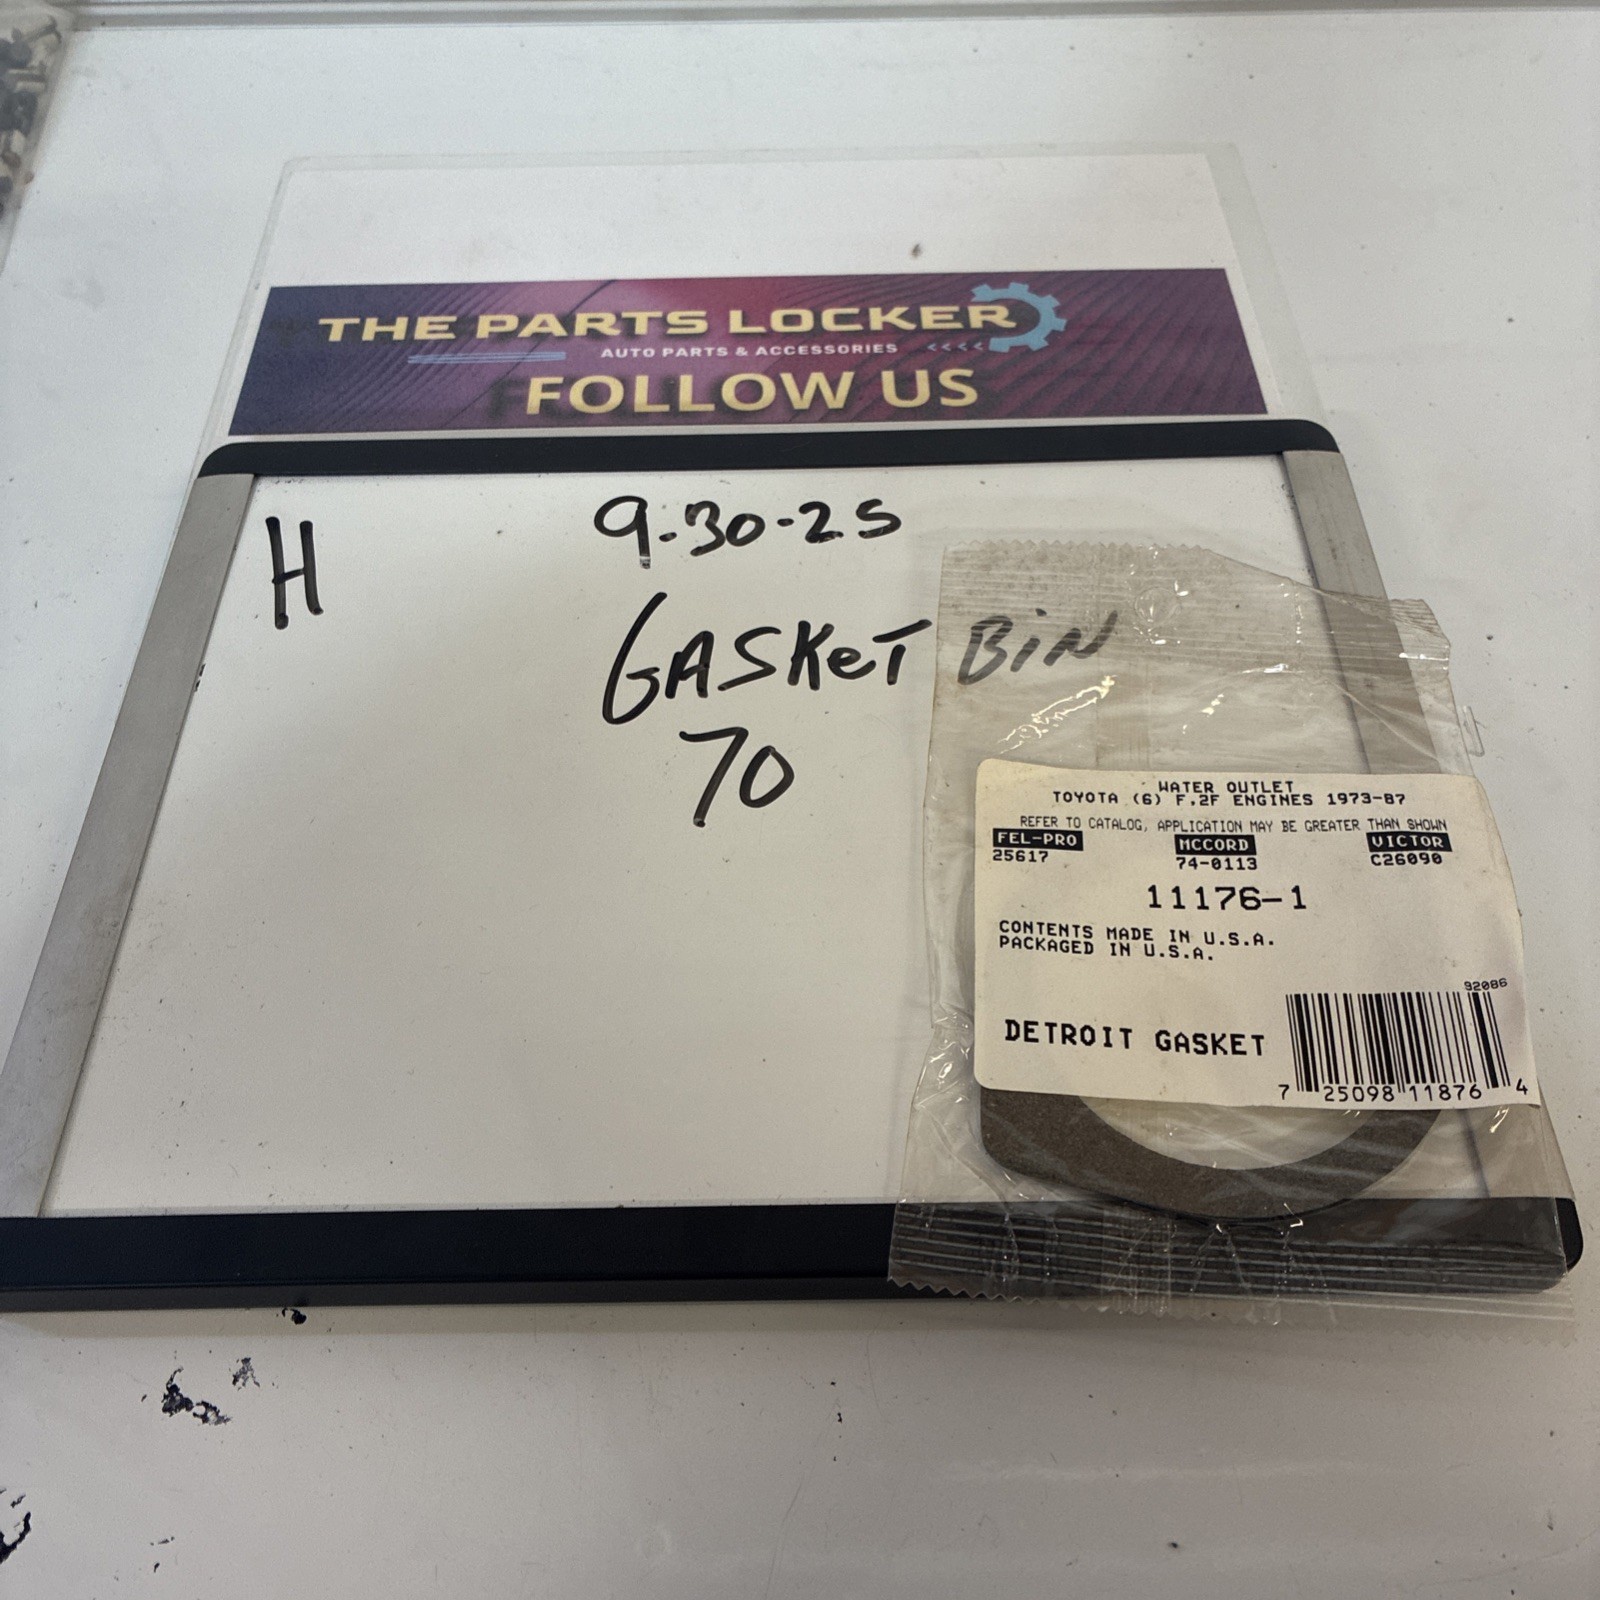 THE PARTS LOCKER
AUTO PARTS & ACCESSORIES <<<<
FOLLOW US
H
9-30-25
GASKeT BiN
70
WATER OUTLET
TOYOTA (6) F,2F ENGINES 1973-87
REFER TO CATALOG, APPLICATION MAY BE GREATER THAN SHOWN
FEL-PRO MCCORD VICTOR
25617 74-0113 C26090
11176-1
CONTENTS MADE IN U.S.A.
PACKAGED IN U.S.A.
92086
DETROIT GASKET
7 25098 11876 4